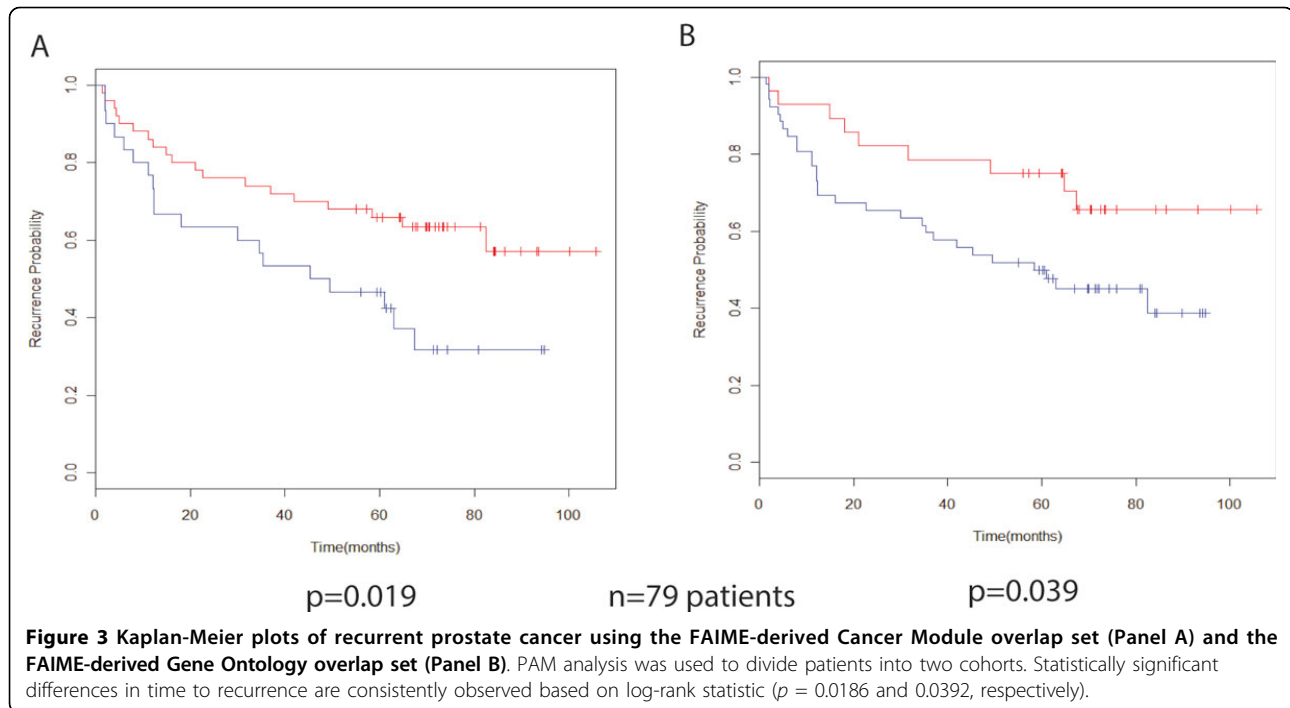 A
B
Recurrence Probability
1.0
0.8
0.6
0.4
0.2
0.0
0 20 40 60 80 100
Time(months)
Recurrence Probability
1.0
0.8
0.6
0.4
0.2
0.0
0 20 40 60 80 100
Time(months)
p=0.019 n=79 patients p=0.039
Figure 3 Kaplan-Meier plots of recurrent prostate cancer using the FAIME-derived Cancer Module overlap set (Panel A) and the
FAIME-derived Gene Ontology overlap set (Panel B). PAM analysis was used to divide patients into two cohorts. Statistically significant
differences in time to recurrence are consistently observed based on log-rank statistic (p = 0.0186 and 0.0392, respectively).